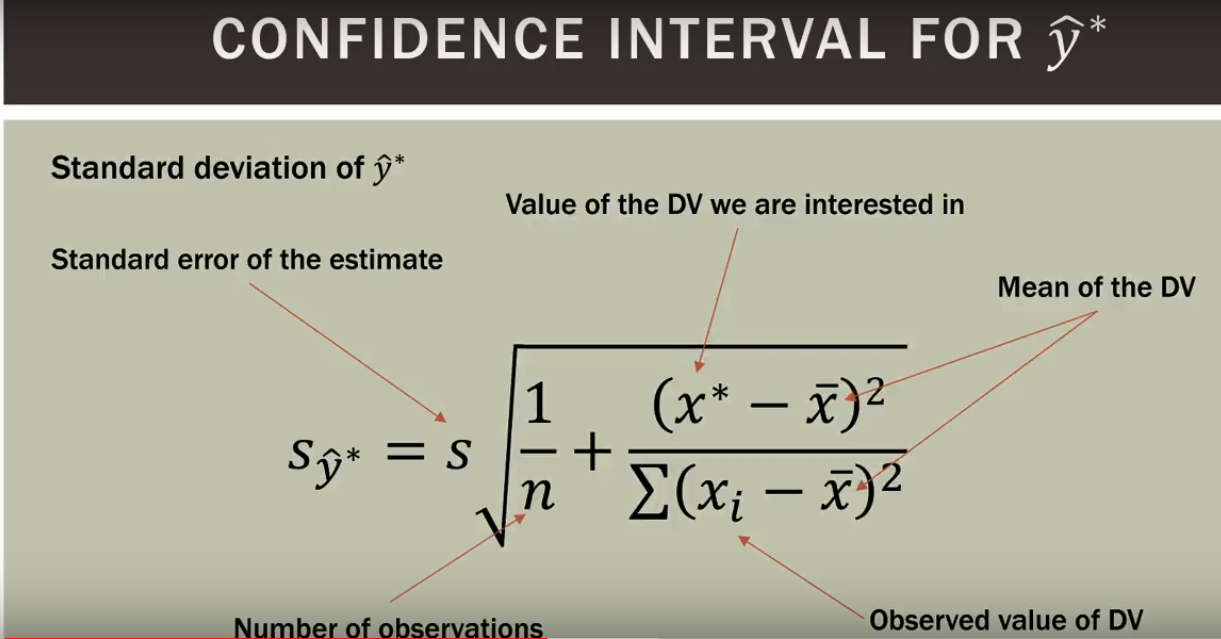 CONFIDENCE INTERVAL FOR ŷ*
Standard deviation of ŷ*
Value of the DV we are interested in
Standard error of the estimate
Mean of the DV
s_ŷ* = s √(1/n + (x* − x̄)² / Σ(xᵢ − x̄)²)
Number of observations
Observed value of DV